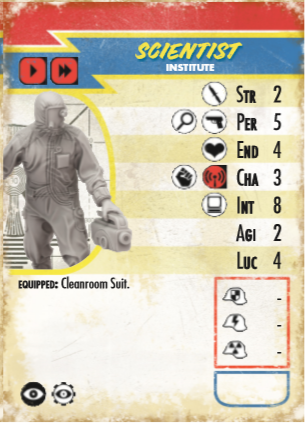 SCIENTIST
INSTITUTE
STR 2
PER 5
END 4
CHA 3
INT 8
AGI 2
LUC 4
EQUIPPED: Cleanroom Suit.
-
-
-